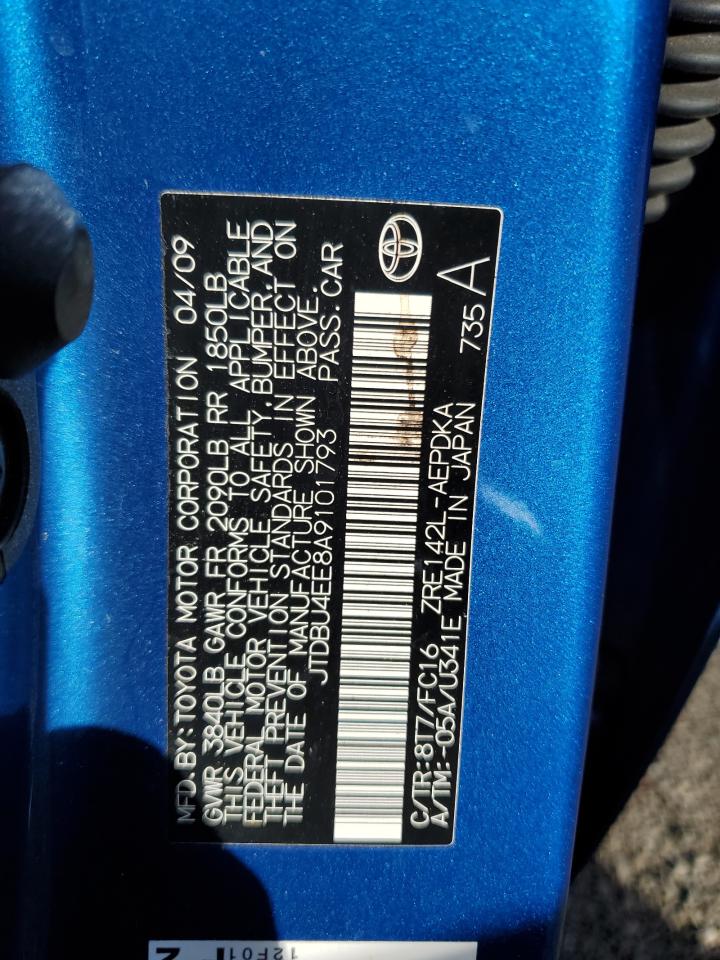 MFD.BY:TOYOTA MOTOR CORPORATION 04/09
GVWR 3840LB GAWR FR 2090LB RR 1850LB
THIS VEHICLE CONFORMS TO ALL APPLICABLE
FEDERAL MOTOR VEHICLE SAFETY,BUMPER,AND
THEFT PREVENTION STANDARDS IN EFFECT ON
THE DATE OF MANUFACTURE SHOWN ABOVE.
JTDBU4EE8A9101793 PASS.CAR
C/TR:8T7/FC16 ZRE142L-AEPDKA 735 A
A/TM:-05A/U341E MADE IN JAPAN
12F01